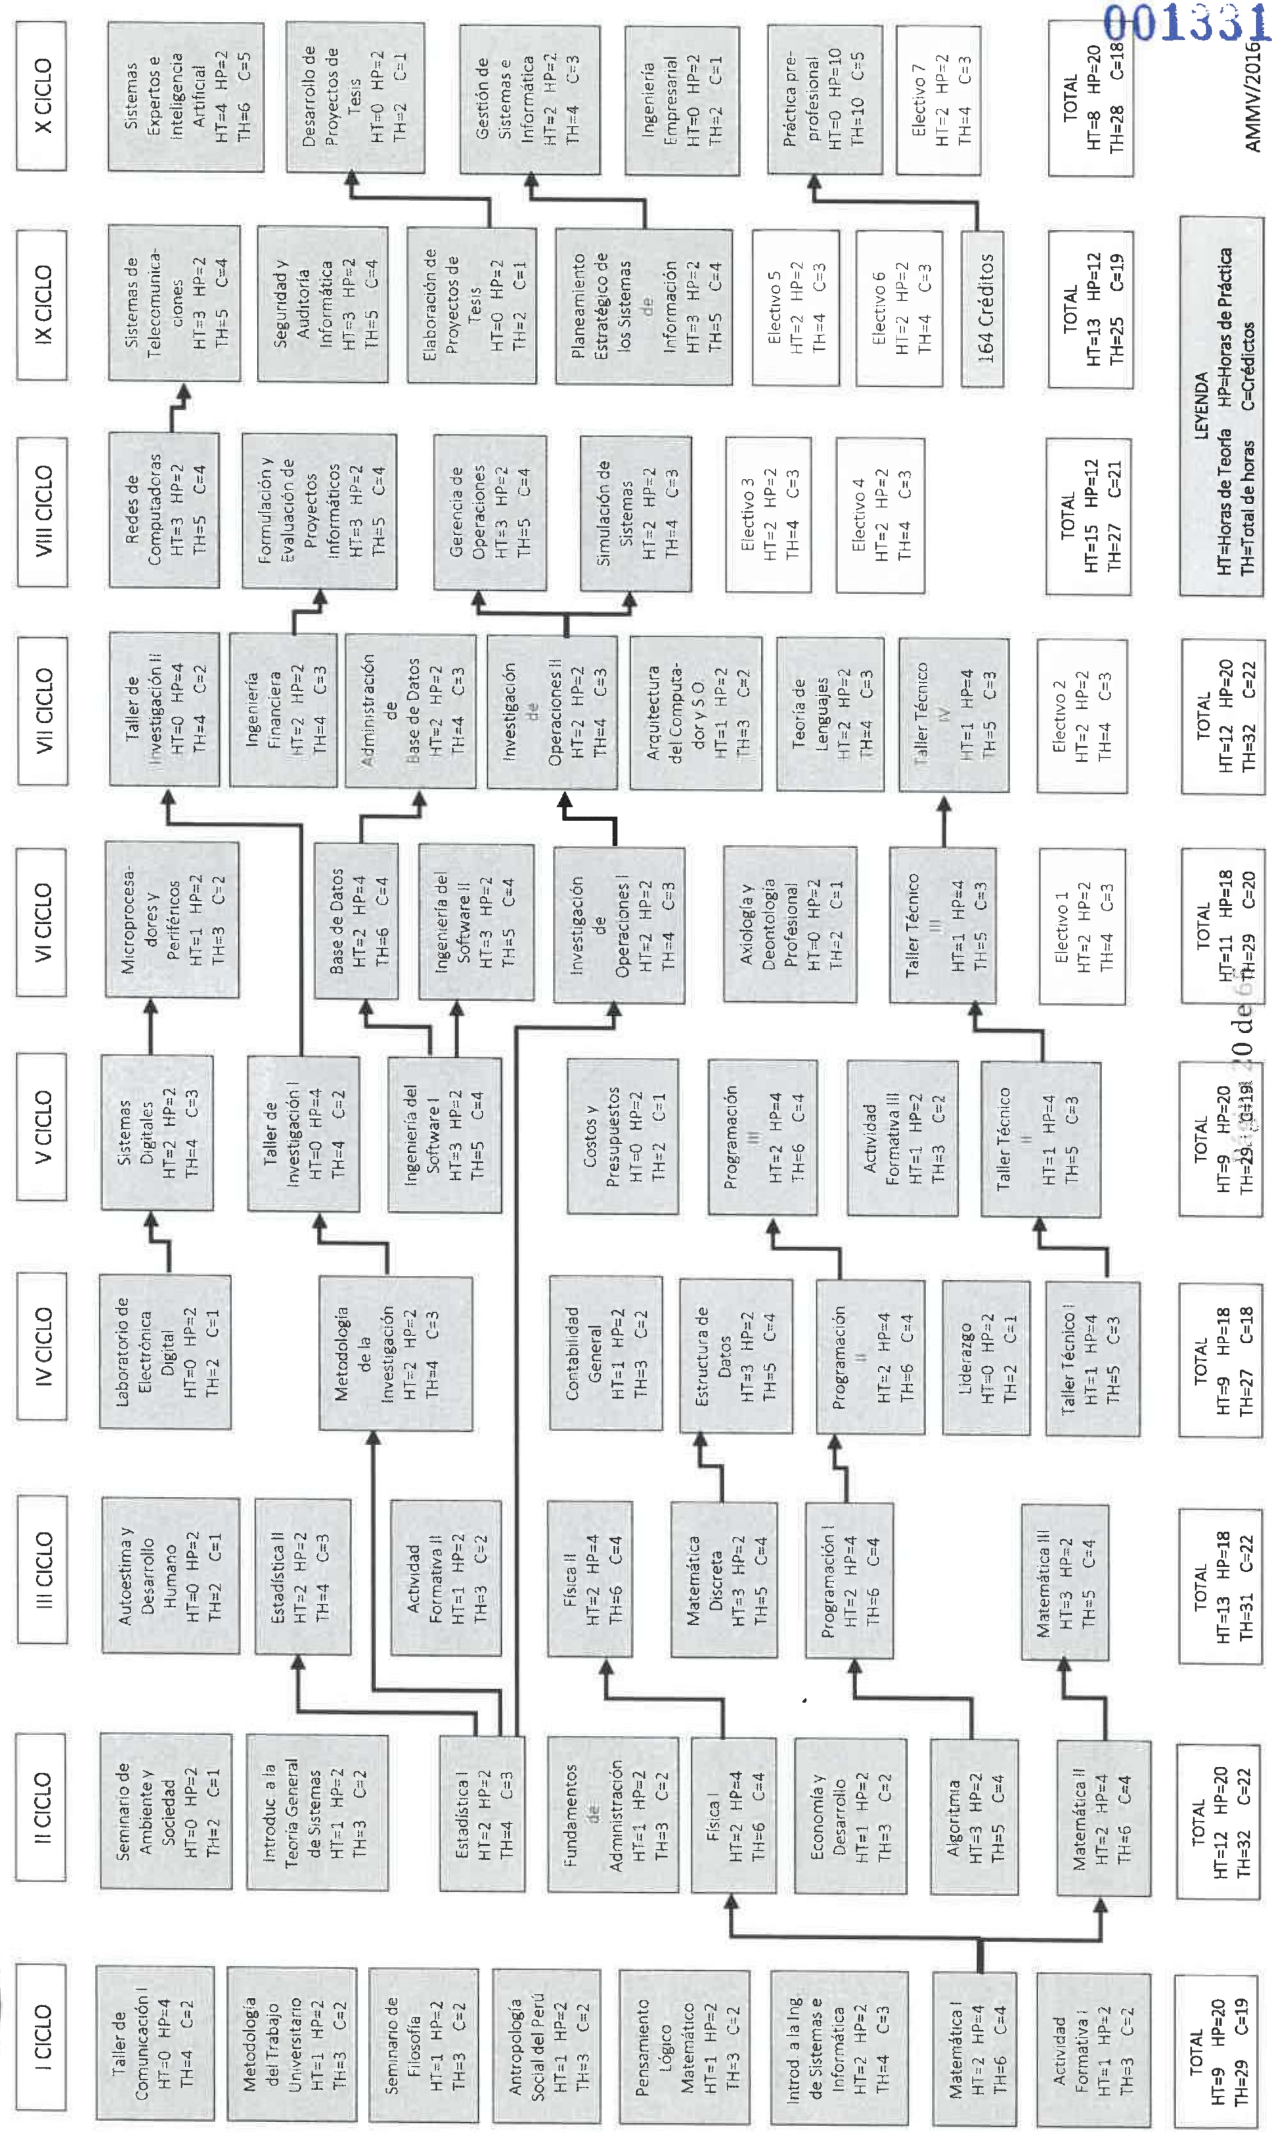 I CICLO
Taller de
Comunicación I
HT=0 HP=4
TH=4 C=2
Metodología
del Trabajo
Universitario
HT=1 HP=2
TH=3 C=2
Seminario de
Filosofía
HT=1 HP=2
TH=3 C=2
Antropología
Social del Perú
HT=1 HP=2
TH=3 C=2
Pensamiento
Lógico
Matemático
HT=1 HP=2
TH=3 C=2
Introd. a la Ing.
de Sistemas e
Informática
HT=2 HP=2
TH=4 C=3
Matemática I
HT=2 HP=4
TH=6 C=4
Actividad
Formativa I
HT=1 HP=2
TH=3 C=2
TOTAL
HT=9 HP=20
TH=29 C=19
II CICLO
Seminario de
Ambiente y
Sociedad
HT=0 HP=2
TH=2 C=1
Introduc. a la
Teoría General
de Sistemas
HT=1 HP=2
TH=3 C=2
Estadística I
HT=2 HP=2
TH=4 C=3
Fundamentos
de
Administración
HT=1 HP=2
TH=3 C=2
Física I
HT=2 HP=4
TH=6 C=4
Economía y
Desarrollo
HT=1 HP=2
TH=3 C=2
Algoritmia
HT=3 HP=2
TH=5 C=4
Matemática II
HT=2 HP=4
TH=6 C=4
TOTAL
HT=12 HP=20
TH=32 C=22
III CICLO
Autoestima y
Desarrollo
Humano
HT=0 HP=2
TH=2 C=1
Estadística II
HT=2 HP=2
TH=4 C=3
Actividad
Formativa II
HT=1 HP=2
TH=3 C=2
Física II
HT=2 HP=4
TH=6 C=4
Matemática
Discreta
HT=3 HP=2
TH=5 C=4
Programación I
HT=2 HP=4
TH=6 C=4
Matemática III
HT=3 HP=2
TH=5 C=4
TOTAL
HT=13 HP=18
TH=31 C=22
IV CICLO
Laboratorio de
Electrónica
Digital
HT=0 HP=2
TH=2 C=1
Metodología
de la
Investigación
HT=2 HP=2
TH=4 C=3
Contabilidad
General
HT=1 HP=2
TH=3 C=2
Estructura de
Datos
HT=3 HP=2
TH=5 C=4
Programación
II
HT=2 HP=4
TH=6 C=4
Liderazgo
HT=0 HP=2
TH=2 C=1
Taller Técnico I
HT=1 HP=4
TH=5 C=3
TOTAL
HT=9 HP=18
TH=27 C=18
V CICLO
Sistemas
Digitales
HT=2 HP=2
TH=4 C=3
Taller de
Investigación I
HT=0 HP=4
TH=4 C=2
Ingeniería del
Software I
HT=3 HP=2
TH=5 C=4
Costos y
Presupuestos
HT=0 HP=2
TH=2 C=1
Programación
III
HT=2 HP=4
TH=6 C=4
Actividad
Formativa III
HT=1 HP=2
TH=3 C=2
Taller Técnico
II
HT=1 HP=4
TH=5 C=3
TOTAL
HT=9 HP=20
TH=29 C=19
VI CICLO
Microprocesa-
dores y
Periféricos
HT=1 HP=2
TH=3 C=2
Base de Datos
HT=2 HP=4
TH=6 C=4
Ingeniería del
Software II
HT=3 HP=2
TH=5 C=4
Investigación
de
Operaciones I
HT=2 HP=2
TH=4 C=3
Axiología y
Deontología
Profesional
HT=0 HP=2
TH=2 C=1
Taller Técnico
III
HT=1 HP=4
TH=5 C=3
Electivo 1
HT=2 HP=2
TH=4 C=3
TOTAL
HT=11 HP=18
TH=29 C=20
20 de
VII CICLO
Taller de
Investigación II
HT=0 HP=4
TH=4 C=2
Ingeniería
Financiera
HT=2 HP=2
TH=4 C=3
Administración
de
Base de Datos
HT=2 HP=2
TH=4 C=3
Investigación
de
Operaciones II
HT=2 HP=2
TH=4 C=3
Arquitectura
del Computa-
dor y S.O.
HT=1 HP=2
TH=3 C=2
Teoría de
Lenguajes
HT=2 HP=2
TH=4 C=3
Taller Técnico
IV
HT=1 HP=4
TH=5 C=3
Electivo 2
HT=2 HP=2
TH=4 C=3
TOTAL
HT=12 HP=20
TH=32 C=22
VIII CICLO
Redes de
Computadoras
HT=3 HP=2
TH=5 C=4
Formulación y
Evaluación de
Proyectos
Informáticos
HT=3 HP=2
TH=5 C=4
Gerencia de
Operaciones
HT=3 HP=2
TH=5 C=4
Simulación de
Sistemas
HT=2 HP=2
TH=4 C=3
Electivo 3
HT=2 HP=2
TH=4 C=3
Electivo 4
HT=2 HP=2
TH=4 C=3
TOTAL
HT=15 HP=12
TH=27 C=21
IX CICLO
Sistemas de
Telecomunica-
ciones
HT=3 HP=2
TH=5 C=4
Seguridad y
Auditoría
Informática
HT=3 HP=2
TH=5 C=4
Elaboración de
Proyectos de
Tesis
HT=0 HP=2
TH=2 C=1
Planeamiento
Estratégico de
los Sistemas
de
Información
HT=3 HP=2
TH=5 C=4
Electivo 5
HT=2 HP=2
TH=4 C=3
Electivo 6
HT=2 HP=2
TH=4 C=3
164 Créditos
TOTAL
HT=13 HP=12
TH=25 C=19
X CICLO
Sistemas
Expertos e
Inteligencia
Artificial
HT=4 HP=2
TH=6 C=5
Desarrollo de
Proyectos de
Tesis
HT=0 HP=2
TH=2 C=1
Gestión de
Sistemas e
Informática
HT=2 HP=2
TH=4 C=3
Ingeniería
Empresarial
HT=0 HP=2
TH=2 C=1
Práctica pre-
profesional
HT=0 HP=10
TH=10 C=5
Electivo 7
HT=2 HP=2
TH=4 C=3
TOTAL
HT=8 HP=20
TH=28 C=18
LEYENDA
HT=Horas de Teoría HP=Horas de Práctica
TH=Total de horas C=Crédictos
AMMV/2016
001331